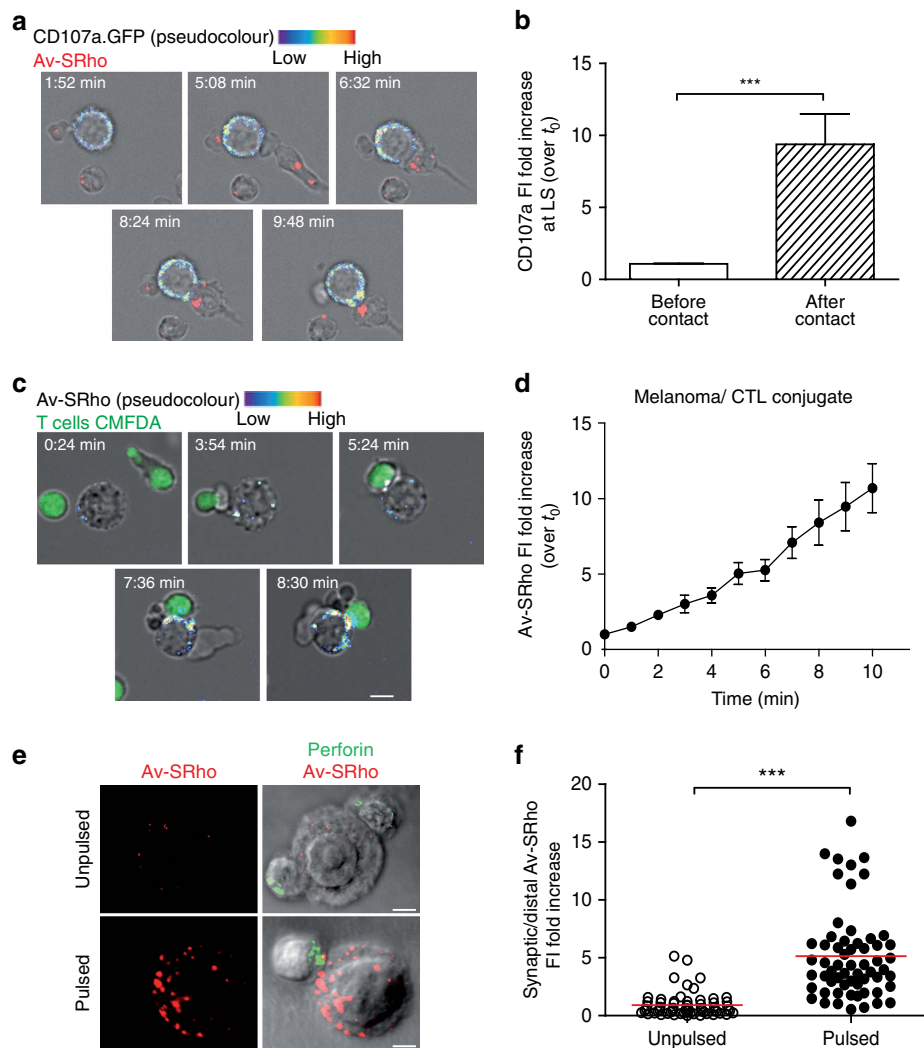 a
CD107a.GFP (pseudocolour)
Low High
Av-SRho
1:52 min
5:08 min
6:32 min
8:24 min
9:48 min
b
CD107a FI fold increase
at LS (over t0)
15
10
5
0
***
Before
contact
After
contact
c
Av-SRho (pseudocolour)
Low High
T cells CMFDA
0:24 min
3:54 min
5:24 min
7:36 min
8:30 min
d
Melanoma/ CTL conjugate
Av-SRho FI fold increase
(over t0)
15
10
5
0
0 2 4 6 8 10
Time (min)
e
Av-SRho
Perforin
Av-SRho
Unpulsed
Pulsed
f
Synaptic/distal Av-SRho
FI fold increase
20
15
10
5
0
***
Unpulsed
Pulsed